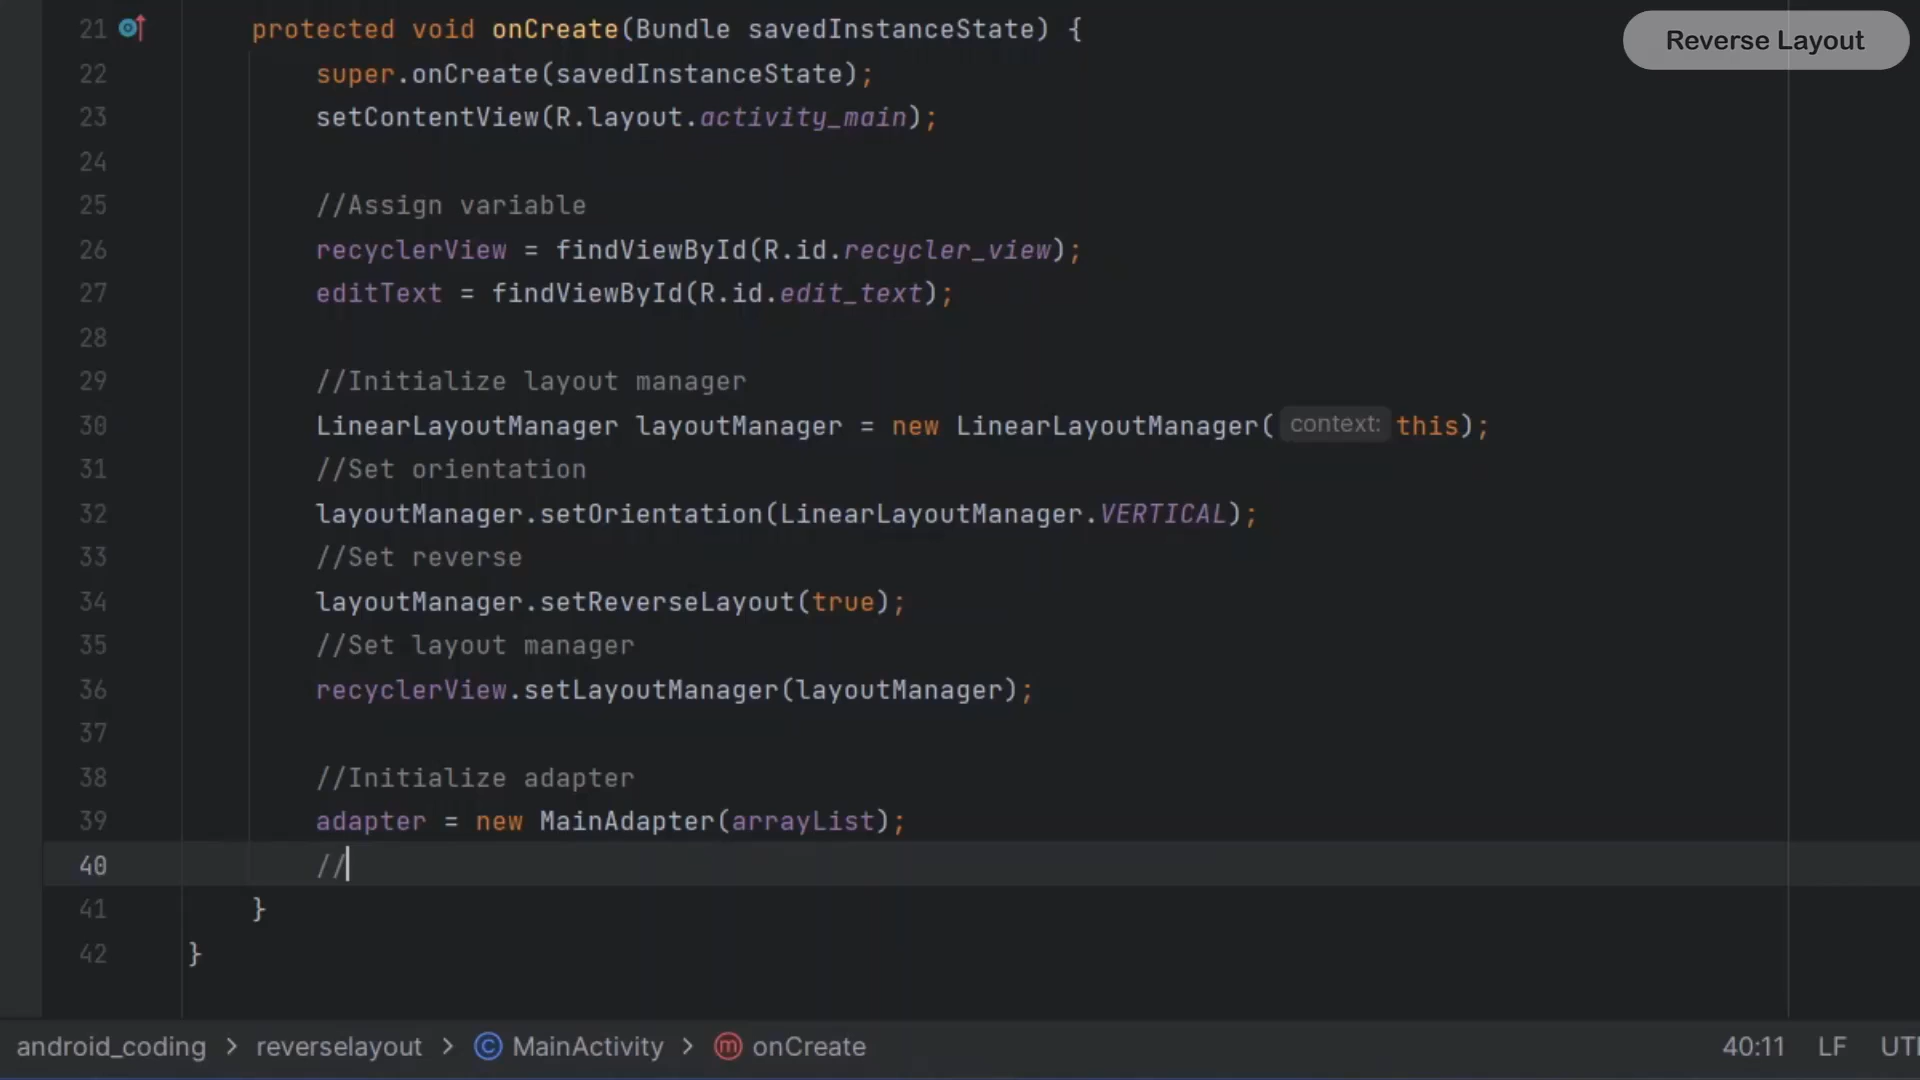 Reverse Layout
21 protected void onCreate(Bundle savedInstanceState) {
22 super.onCreate(savedInstanceState);
23 setContentView(R.layout.activity_main);
24
25 //Assign variable
26 recyclerView = findViewById(R.id.recycler_view);
27 editText = findViewById(R.id.edit_text);
28
29 //Initialize layout manager
30 LinearLayoutManager layoutManager = new LinearLayoutManager( context: this);
31 //Set orientation
32 layoutManager.setOrientation(LinearLayoutManager.VERTICAL);
33 //Set reverse
34 layoutManager.setReverseLayout(true);
35 //Set layout manager
36 recyclerView.setLayoutManager(layoutManager);
37
38 //Initialize adapter
39 adapter = new MainAdapter(arrayList);
40 //
41 }
42 }
android_coding > reverselayout > C MainActivity > m onCreate 40:11 LF